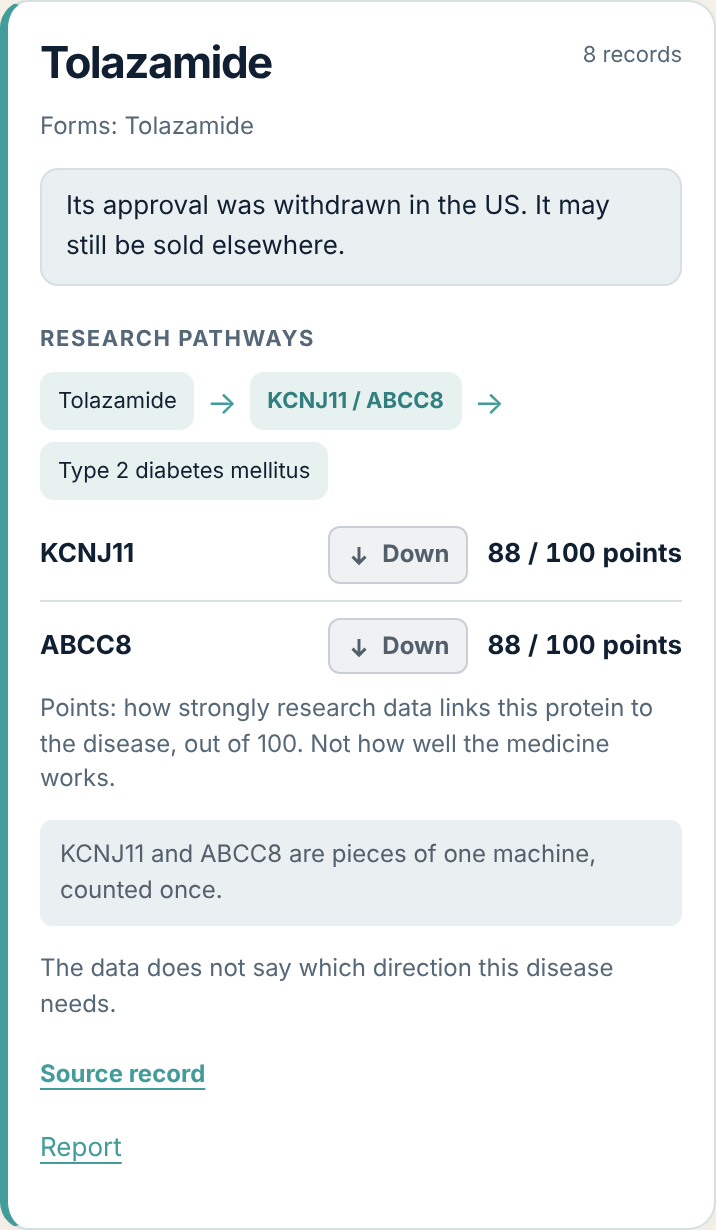 Tolazamide
8 records
Forms: Tolazamide
Its approval was withdrawn in the US. It may
still be sold elsewhere.
RESEARCH PATHWAYS
Tolazamide → KCNJ11 / ABCC8 →
Type 2 diabetes mellitus
KCNJ11 ↓ Down 88 / 100 points
ABCC8 ↓ Down 88 / 100 points
Points: how strongly research data links this protein to
the disease, out of 100. Not how well the medicine
works.
KCNJ11 and ABCC8 are pieces of one machine,
counted once.
The data does not say which direction this disease
needs.
Source record
Report